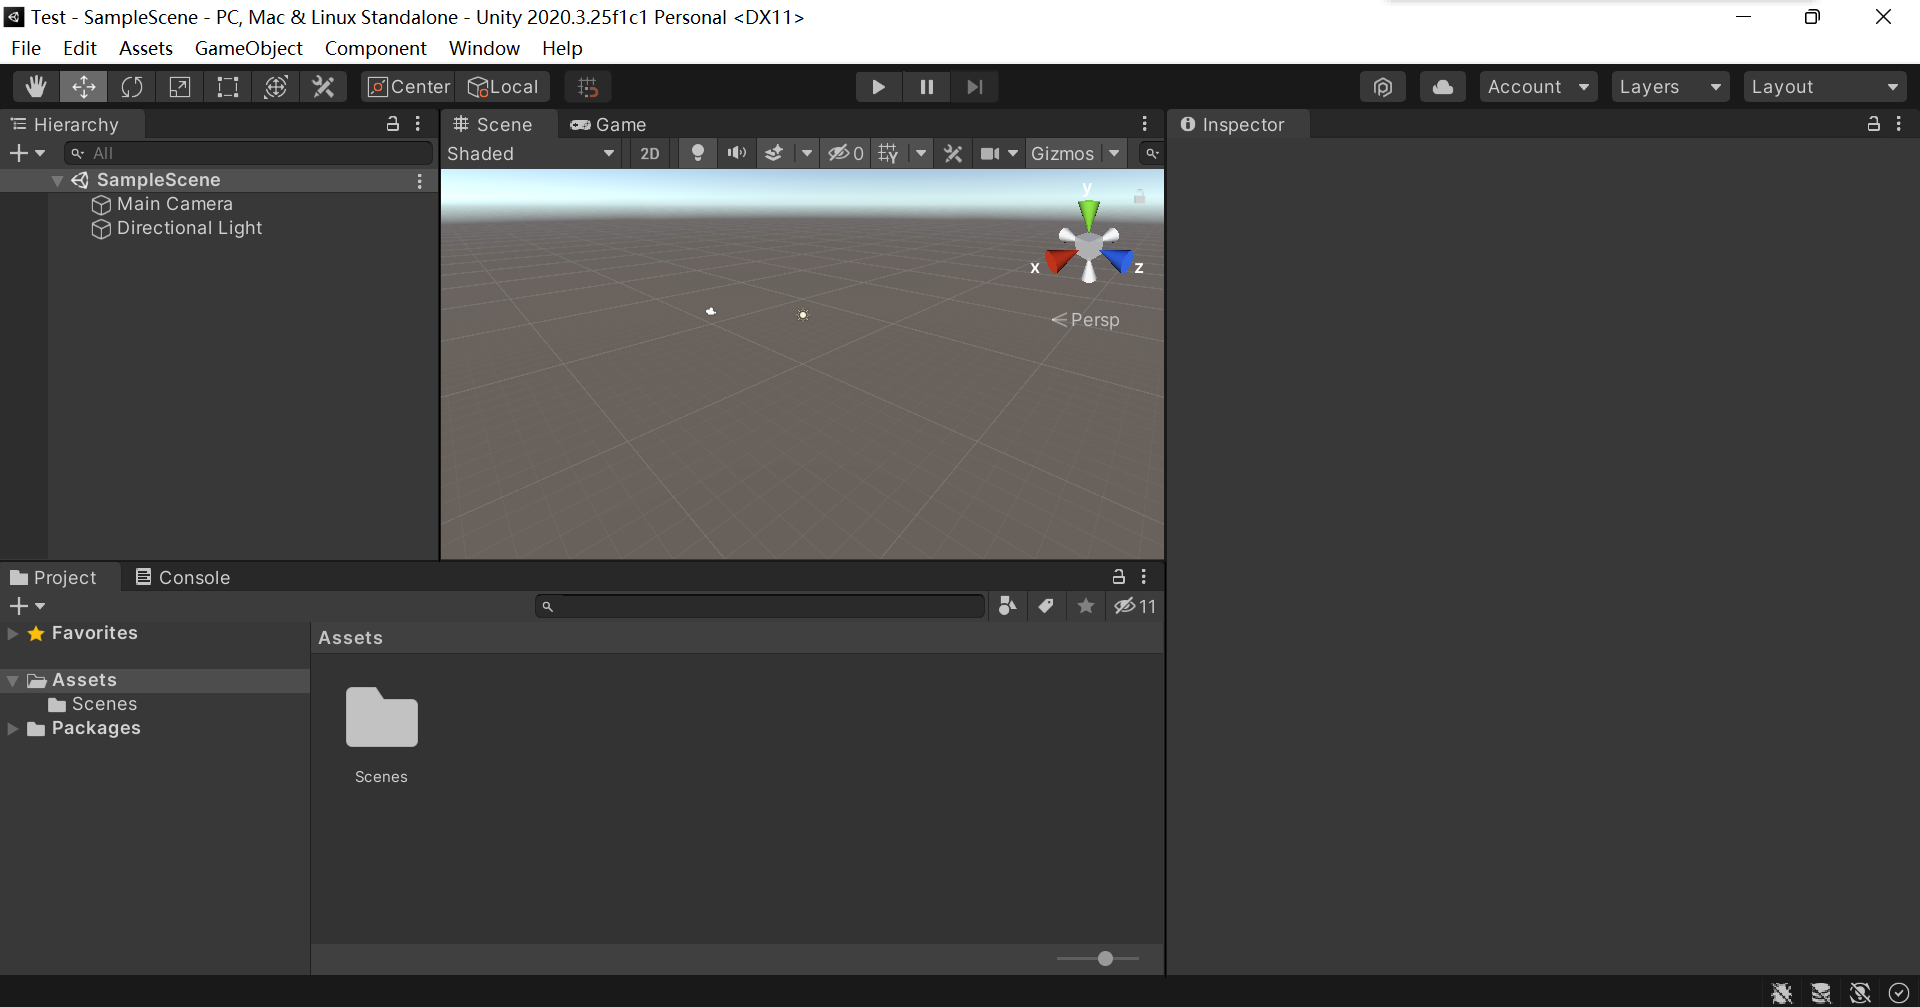 Test - SampleScene - PC, Mac & Linux Standalone - Unity 2020.3.25f1c1 Personal <DX11>
File Edit Assets GameObject Component Window Help
Center Local Account Layers Layout
Hierarchy Scene Game Inspector
All Shaded 2D 0 Gizmos
SampleScene
Main Camera
Directional Light
y
x z
Persp
Project Console
11
Favorites
Assets
Assets
Scenes
Packages
Scenes